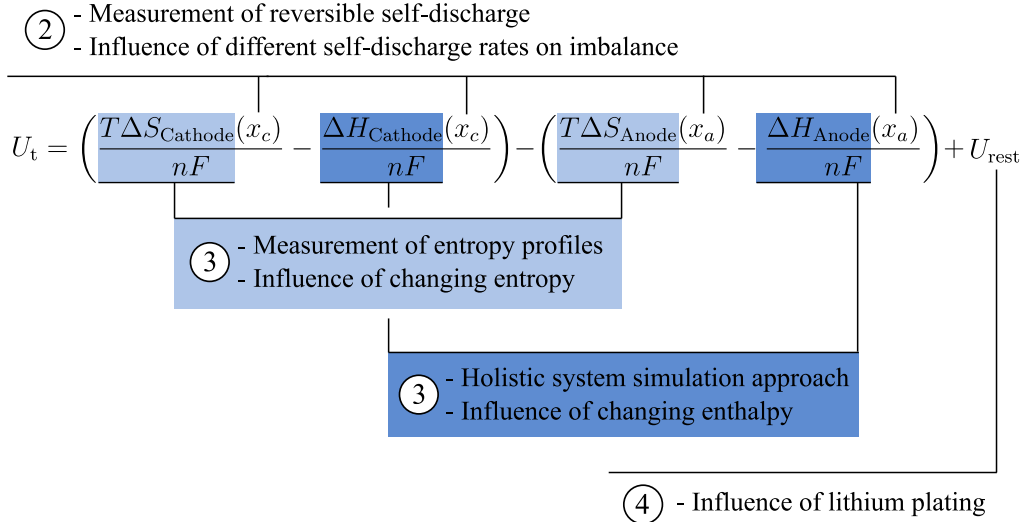 ② - Measurement of reversible self-discharge
- Influence of different self-discharge rates on imbalance
U_t = ( TΔS_Cathode(x_c) / nF − ΔH_Cathode(x_c) / nF ) − ( TΔS_Anode(x_a) / nF − ΔH_Anode(x_a) / nF ) + U_rest
③ - Measurement of entropy profiles
- Influence of changing entropy
③ - Holistic system simulation approach
- Influence of changing enthalpy
④ - Influence of lithium plating